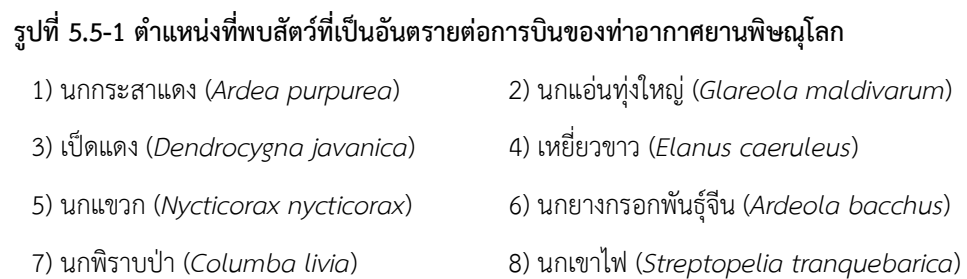 รูปที่ 5.5-1 ตำแหน่งที่พบสัตว์ที่เป็นอันตรายต่อการบินของท่าอากาศยานพิษณุโลก
1) นกกระสาแดง (Ardea purpurea) 2) นกแอ่นทุ่งใหญ่ (Glareola maldivarum)
3) เป็ดแดง (Dendrocygna javanica) 4) เหยี่ยวขาว (Elanus caeruleus)
5) นกแขวก (Nycticorax nycticorax) 6) นกยางกรอกพันธุ์จีน (Ardeola bacchus)
7) นกพิราบป่า (Columba livia) 8) นกเขาไฟ (Streptopelia tranquebarica)